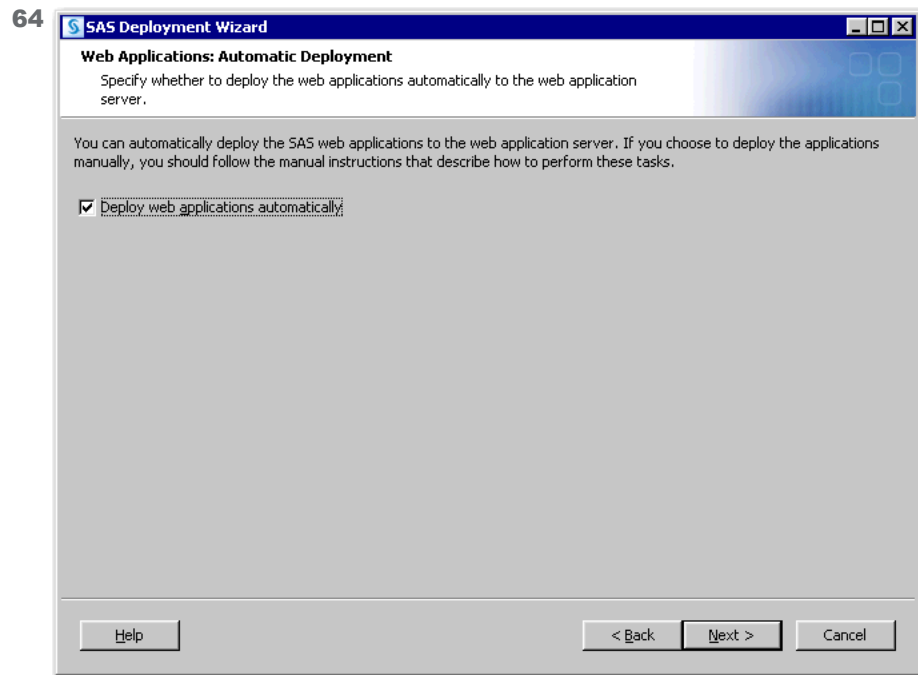 64
SAS Deployment Wizard
Web Applications: Automatic Deployment
Specify whether to deploy the web applications automatically to the web application
server.
You can automatically deploy the SAS web applications to the web application server. If you choose to deploy the applications
manually, you should follow the manual instructions that describe how to perform these tasks.
Deploy web applications automatically
Help
< Back
Next >
Cancel